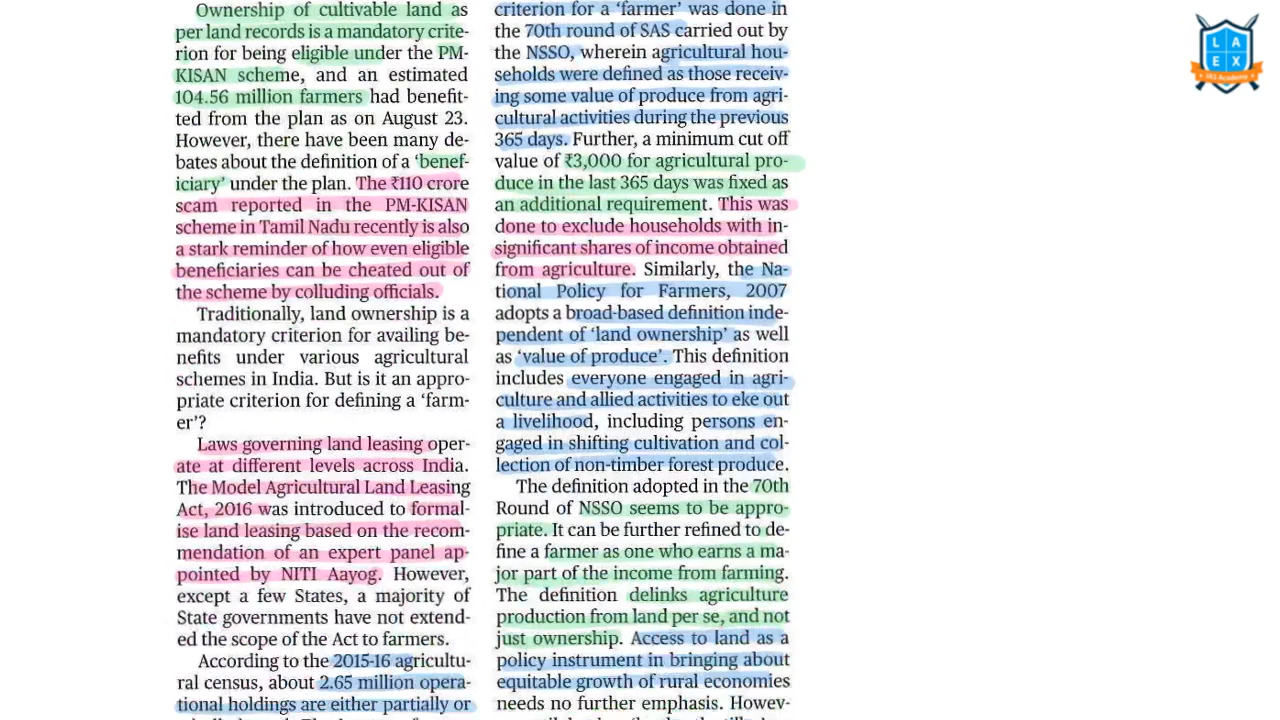 Ownership of cultivable land as
per land records is a mandatory crite-
rion for being eligible under the PM-
KISAN scheme, and an estimated
104.56 million farmers had benefit-
ted from the plan as on August 23.
However, there have been many de-
bates about the definition of a ‘benef-
iciary’ under the plan. The ₹110 crore
scam reported in the PM-KISAN
scheme in Tamil Nadu recently is also
a stark reminder of how even eligible
beneficiaries can be cheated out of
the scheme by colluding officials.
Traditionally, land ownership is a
mandatory criterion for availing be-
nefits under various agricultural
schemes in India. But is it an appro-
priate criterion for defining a ‘farm-
er’?
Laws governing land leasing oper-
ate at different levels across India.
The Model Agricultural Land Leasing
Act, 2016 was introduced to formal-
ise land leasing based on the recom-
mendation of an expert panel ap-
pointed by NITI Aayog. However,
except a few States, a majority of
State governments have not extend-
ed the scope of the Act to farmers.
According to the 2015-16 agricultu-
ral census, about 2.65 million opera-
tional holdings are either partially or
criterion for a ‘farmer’ was done in
the 70th round of SAS carried out by
the NSSO, wherein agricultural hou-
seholds were defined as those receiv-
ing some value of produce from agri-
cultural activities during the previous
365 days. Further, a minimum cut off
value of ₹3,000 for agricultural pro-
duce in the last 365 days was fixed as
an additional requirement. This was
done to exclude households with in-
significant shares of income obtained
from agriculture. Similarly, the Na-
tional Policy for Farmers, 2007
adopts a broad-based definition inde-
pendent of ‘land ownership’ as well
as ‘value of produce’. This definition
includes everyone engaged in agri-
culture and allied activities to eke out
a livelihood, including persons en-
gaged in shifting cultivation and col-
lection of non-timber forest produce.
The definition adopted in the 70th
Round of NSSO seems to be appro-
priate. It can be further refined to de-
fine a farmer as one who earns a ma-
jor part of the income from farming.
The definition delinks agriculture
production from land per se, and not
just ownership. Access to land as a
policy instrument in bringing about
equitable growth of rural economies
needs no further emphasis. Howev-
L A
E X
IAS Academy